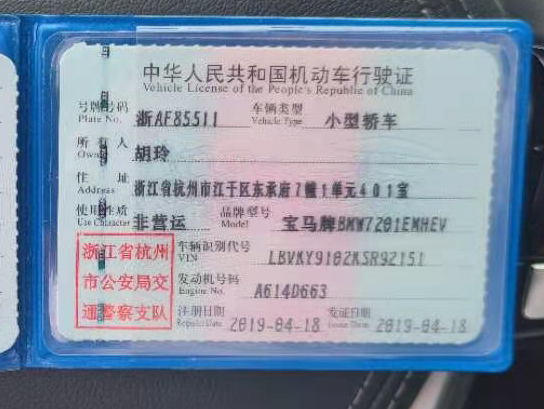 中华人民共和国机动车行驶证
Vehicle License of the People's Republic of China
号牌号码 浙AF85511 车辆类型 小型轿车
Plate No. Vehicle Type
所有人 胡玲
Owner
住址 浙江省杭州市江干区东承府7幢1单元401室
Address
使用性质 非营运 品牌型号 宝马牌BMW7201EMHEV
Use Character Model
浙江省杭州
市公安局交
通警察支队
车辆识别代号 LBVKY9102KSR92151
VIN
发动机号码 A614D663
Engine No.
注册日期 2019-04-18 发证日期 2019-04-18
Register Date Issue Date